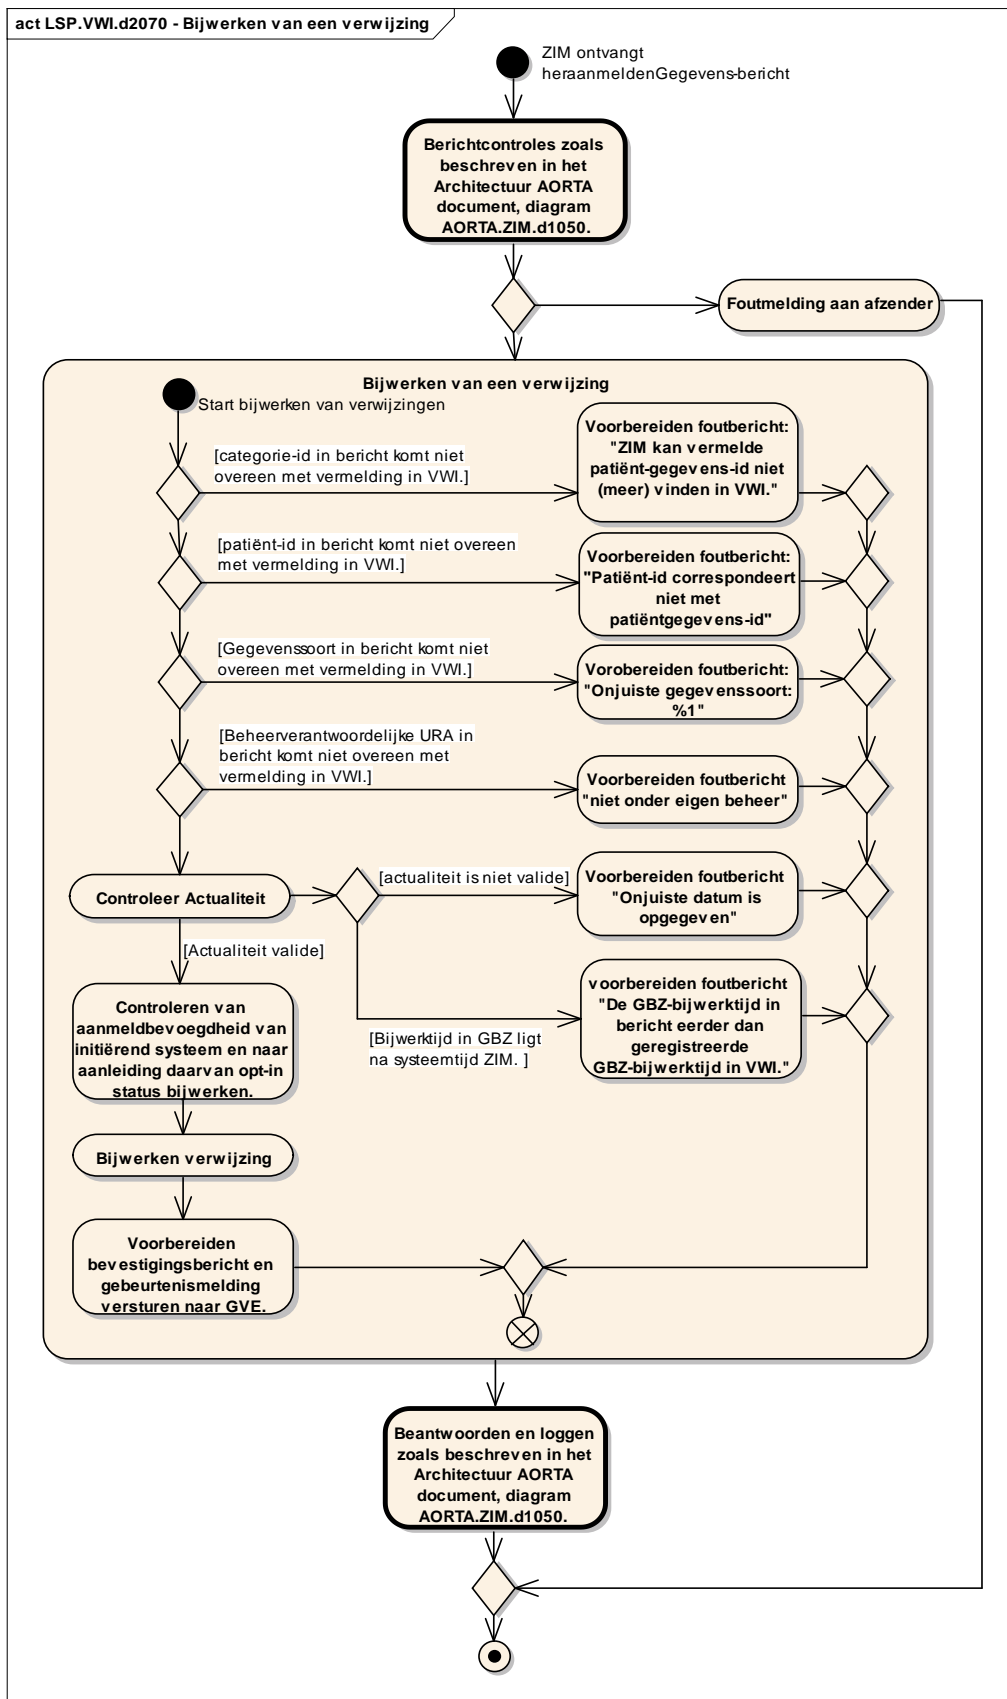 act LSP.VWI.d2070 - Bijwerken van een verwijzing
ZIM ontvangt
heraanmeldenGegevens-bericht
Berichtcontroles zoals
beschreven in het
Architectuur AORTA
document, diagram
AORTA.ZIM.d1050.
Foutmelding aan afzender
Bijwerken van een verwijzing
Start bijwerken van verwijzingen
[categorie-id in bericht komt niet
overeen met vermelding in VWI.]
Voorbereiden foutbericht:
"ZIM kan vermelde
patiënt-gegevens-id niet
(meer) vinden in VWI."
[patiënt-id in bericht komt niet overeen
met vermelding in VWI.]
Voorbereiden foutbericht:
"Patiënt-id correspondeert
niet met
patiëntgegevens-id"
[Gegevenssoort in bericht komt niet
overeen met vermelding in VWI.]
Vorobereiden foutbericht:
"Onjuiste gegevenssoort:
%1"
[Beheerverantwoordelijke URA in
bericht komt niet overeen met
vermelding in VWI.]
Voorbereiden foutbericht
"niet onder eigen beheer"
Controleer Actualiteit
[actualiteit is niet valide]
Voorbereiden foutbericht
"Onjuiste datum is
opgegeven"
[Actualiteit valide]
Controleren van
aanmeldbevoegdheid van
initiërend systeem en naar
aanleiding daarvan opt-in
status bijwerken.
[Bijwerktijd in GBZ ligt
na systeemtijd ZIM. ]
voorbereiden foutbericht
"De GBZ-bijwerktijd in
bericht eerder dan
geregistreerde
GBZ-bijwerktijd in VWI."
Bijwerken verwijzing
Voorbereiden
bevestigingsbericht en
gebeurtenismelding
versturen naar GVE.
Beantwoorden en loggen
zoals beschreven in het
Architectuur AORTA
document, diagram
AORTA.ZIM.d1050.